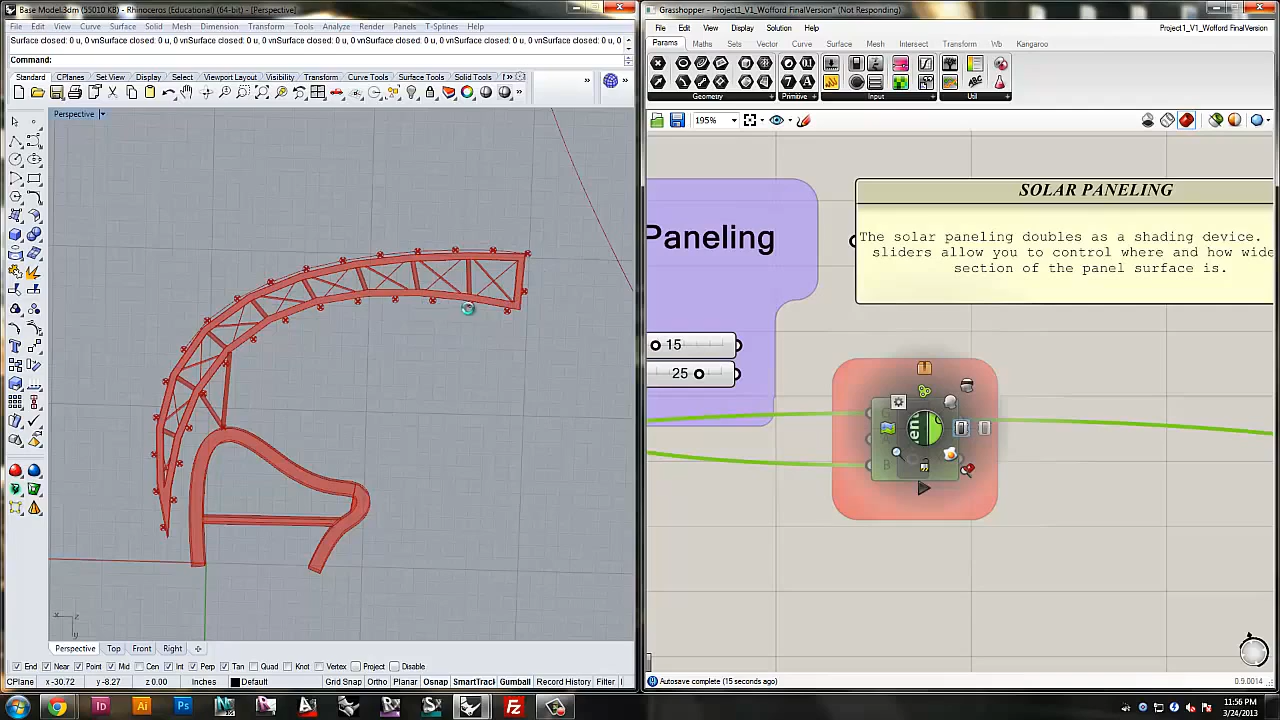 Base Model.3dm (55010 KB) - Rhinoceros (Educational) (64-bit) - [Perspective]
File Edit View Curve Surface Solid Mesh Dimension Transform Tools Analyze Render Panels T-Splines Help
Surface closed: 0 u, 0 vnSurface closed: 0 u, 0 vnSurface closed: 0 u, 0 vnSurface closed: 0 u, 0 vnSurface closed: 0 u, 0
Command:
Standard CPlanes Set View Display Select Viewport Layout Visibility Transform Curve Tools Surface Tools Solid Tools
Perspective
Perspective Top Front Right
End Near Point Mid Cen Int Perp Tan Quad Knot Vertex Project Disable
CPlane x -30.72 y -8.27 z 0.00 Inches Default Grid Snap Ortho Planar Osnap SmartTrack Gumball Record History Filter
Grasshopper - Project1_V1_Wofford FinalVersion* (Not Responding)
File Edit View Display Solution Help
Project1_V1_Wofford FinalVersion*
Params Maths Sets Vector Curve Surface Mesh Intersect Transform Wb Kangaroo
Geometry Primitive Input Util
195%
Paneling
SOLAR PANELING
The solar paneling doubles as a shading device.
sliders allow you to control where and how wide
section of the panel surface is.
15
25
en
B
Autosave complete (15 seconds ago)
0.9.0014
11:56 PM
3/24/2013